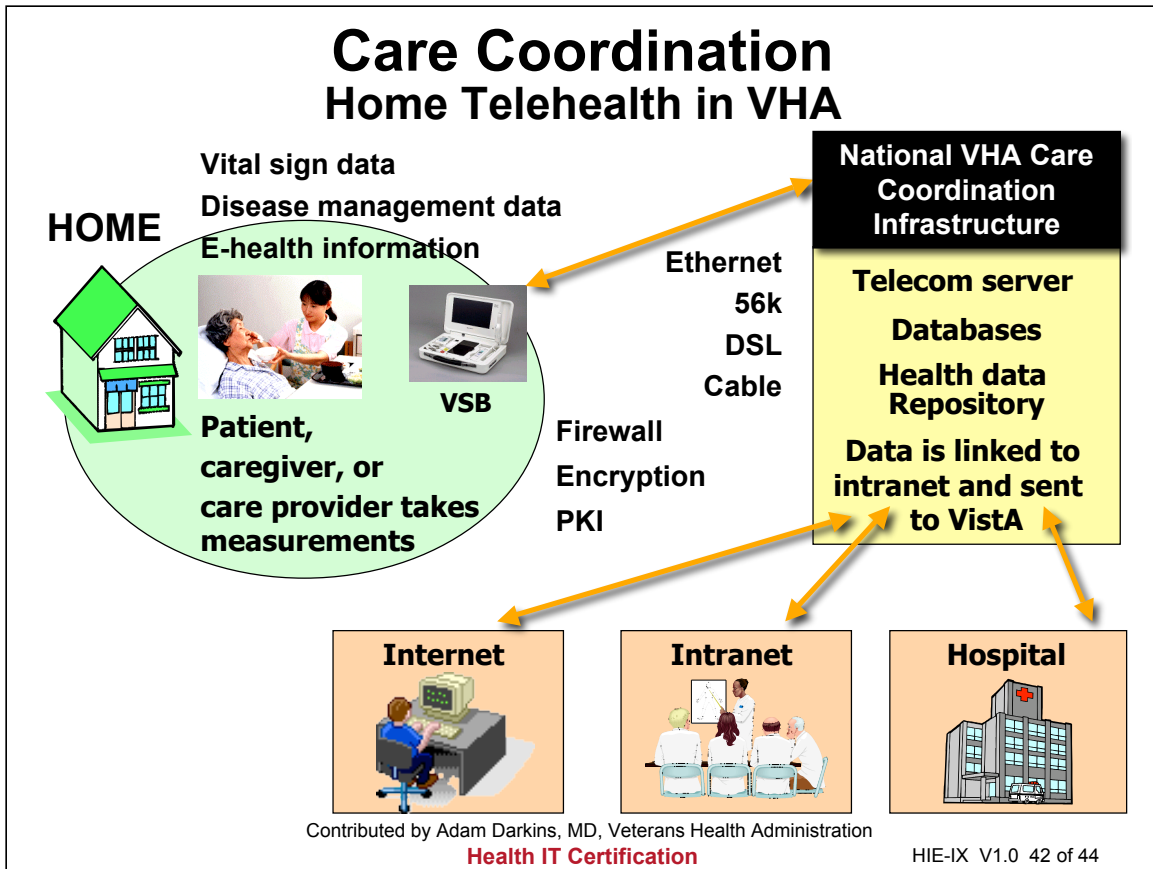 Care Coordination
Home Telehealth in VHA
HOME
Vital sign data
Disease management data
E-health information
VSB
Patient,
caregiver, or
care provider takes
measurements
Ethernet
56k
DSL
Cable
Firewall
Encryption
PKI
National VHA Care
Coordination
Infrastructure
Telecom server
Databases
Health data
Repository
Data is linked to
intranet and sent
to VistA
Internet
Intranet
Hospital
Contributed by Adam Darkins, MD, Veterans Health Administration
Health IT Certification
HIE-IX V1.0 42 of 44